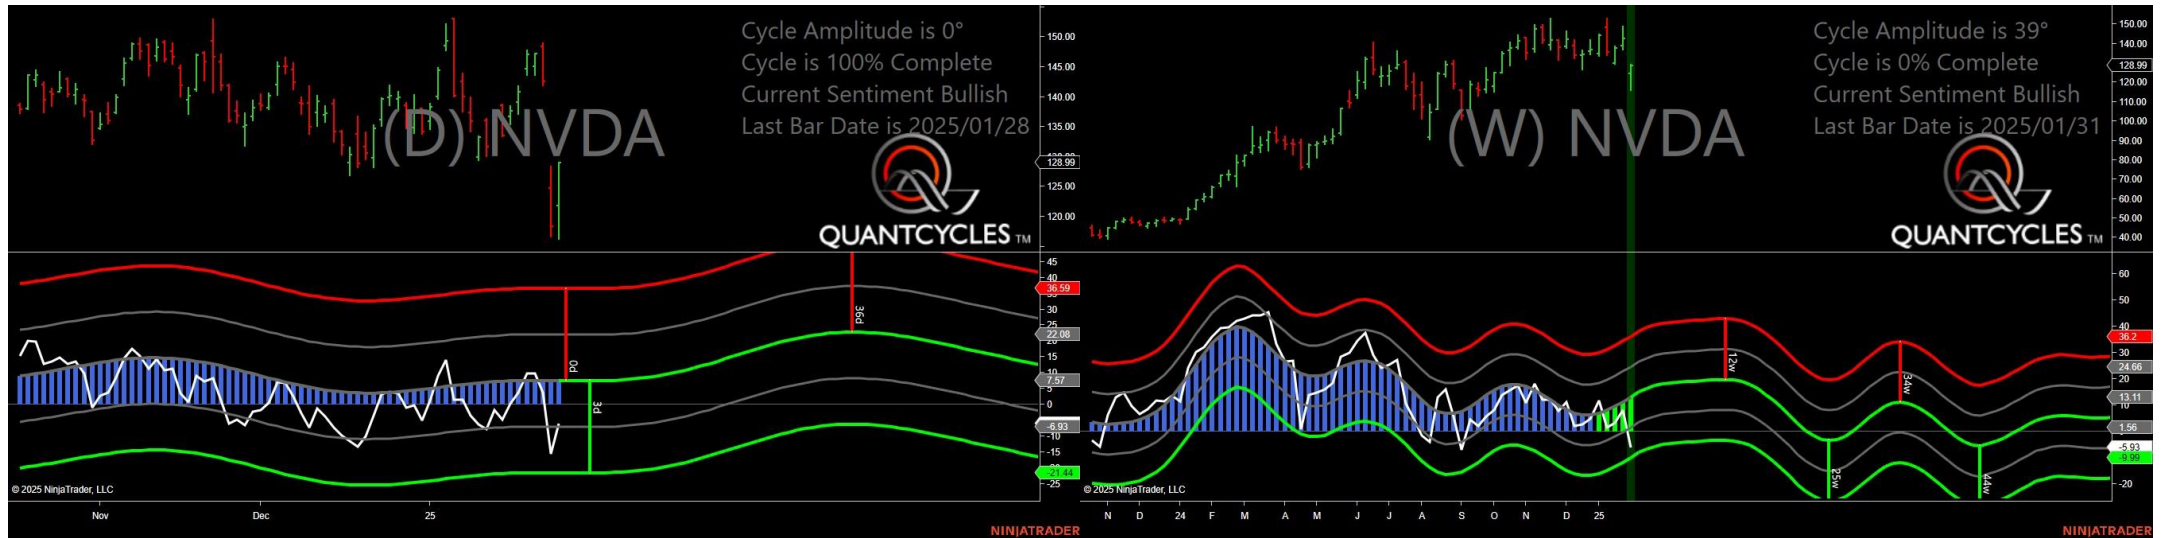 Cycle Amplitude is 0°
Cycle is 100% Complete
Current Sentiment Bullish
Last Bar Date is 2025/01/28
(D) NVDA
QUANTCYCLES TM
150.00
145.00
140.00
135.00
128.99
125.00
120.00
45
40
36.59
30
25
22.08
15
10
7.57
0
-6.93
-10
-15
-21.44
-25
0d
3d
36d
© 2025 NinjaTrader, LLC
Nov
Dec
25
NINJATRADER
Cycle Amplitude is 39°
Cycle is 0% Complete
Current Sentiment Bullish
Last Bar Date is 2025/01/31
(W) NVDA
QUANTCYCLES TM
150.00
140.00
128.99
120.00
110.00
100.00
90.00
80.00
70.00
60.00
50.00
40.00
60
50
40
36.2
30
24.66
20
13.11
10
1.56
-5.93
-9.99
-20
12w
25w
34w
44w
© 2025 NinjaTrader, LLC
N D 24 F M A M J J A S O N D 25
NINJATRADER